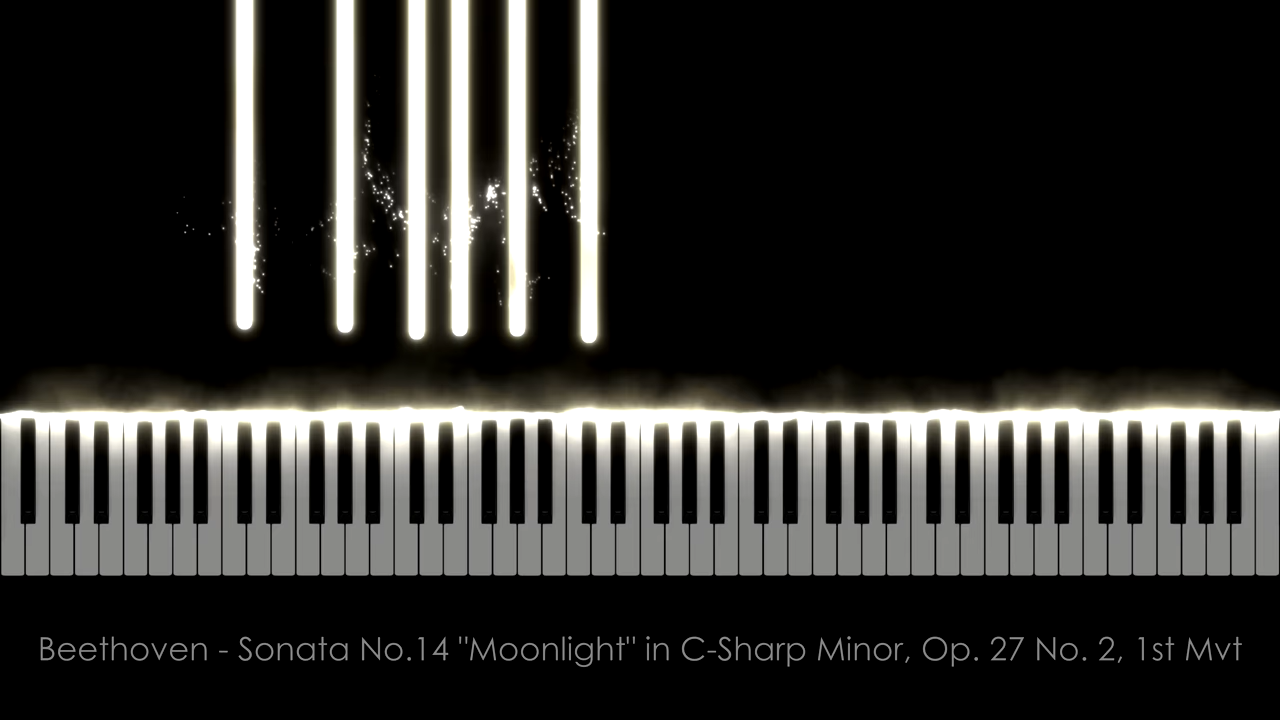 Beethoven - Sonata No.14 "Moonlight" in C-Sharp Minor, Op. 27 No. 2, 1st Mvt